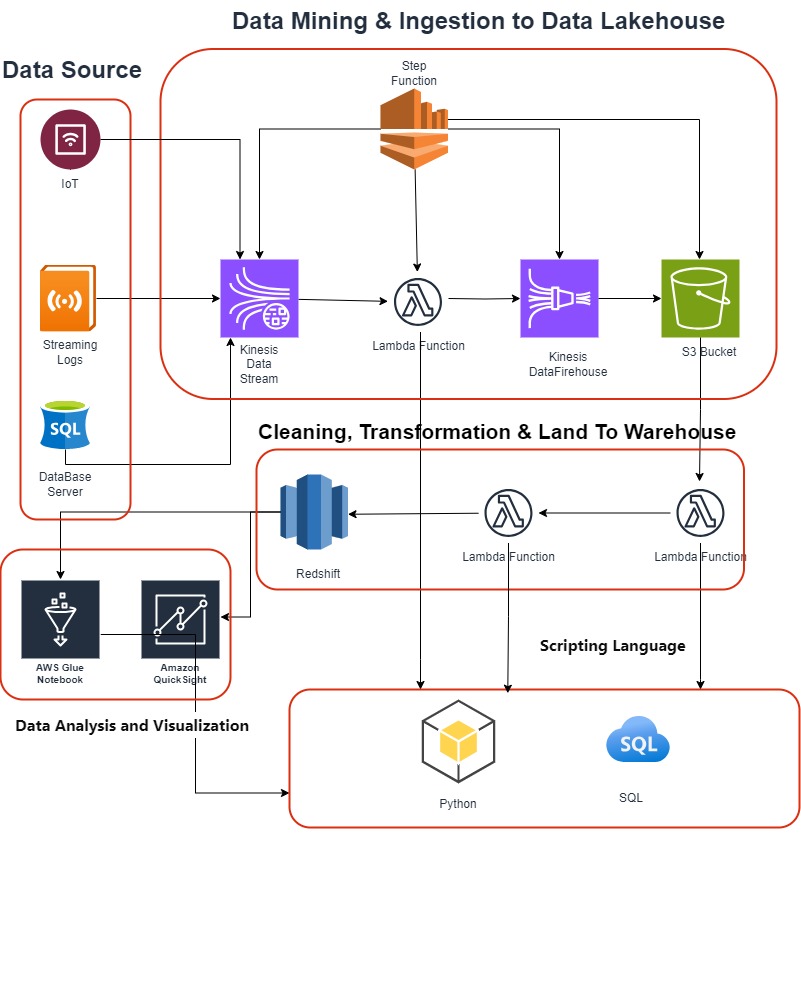 Data Mining & Ingestion to Data Lakehouse
Data Source
Step
Function
IoT
Streaming
Logs
Kinesis
Data
Stream
Lambda Function
Kinesis
DataFirehouse
S3 Bucket
SQL
DataBase
Server
Cleaning, Transformation & Land To Warehouse
Redshift
Lambda Function
Lambda Function
AWS Glue
Notebook
Amazon
QuickSight
Scripting Language
Data Analysis and Visualization
SQL
Python
SQL